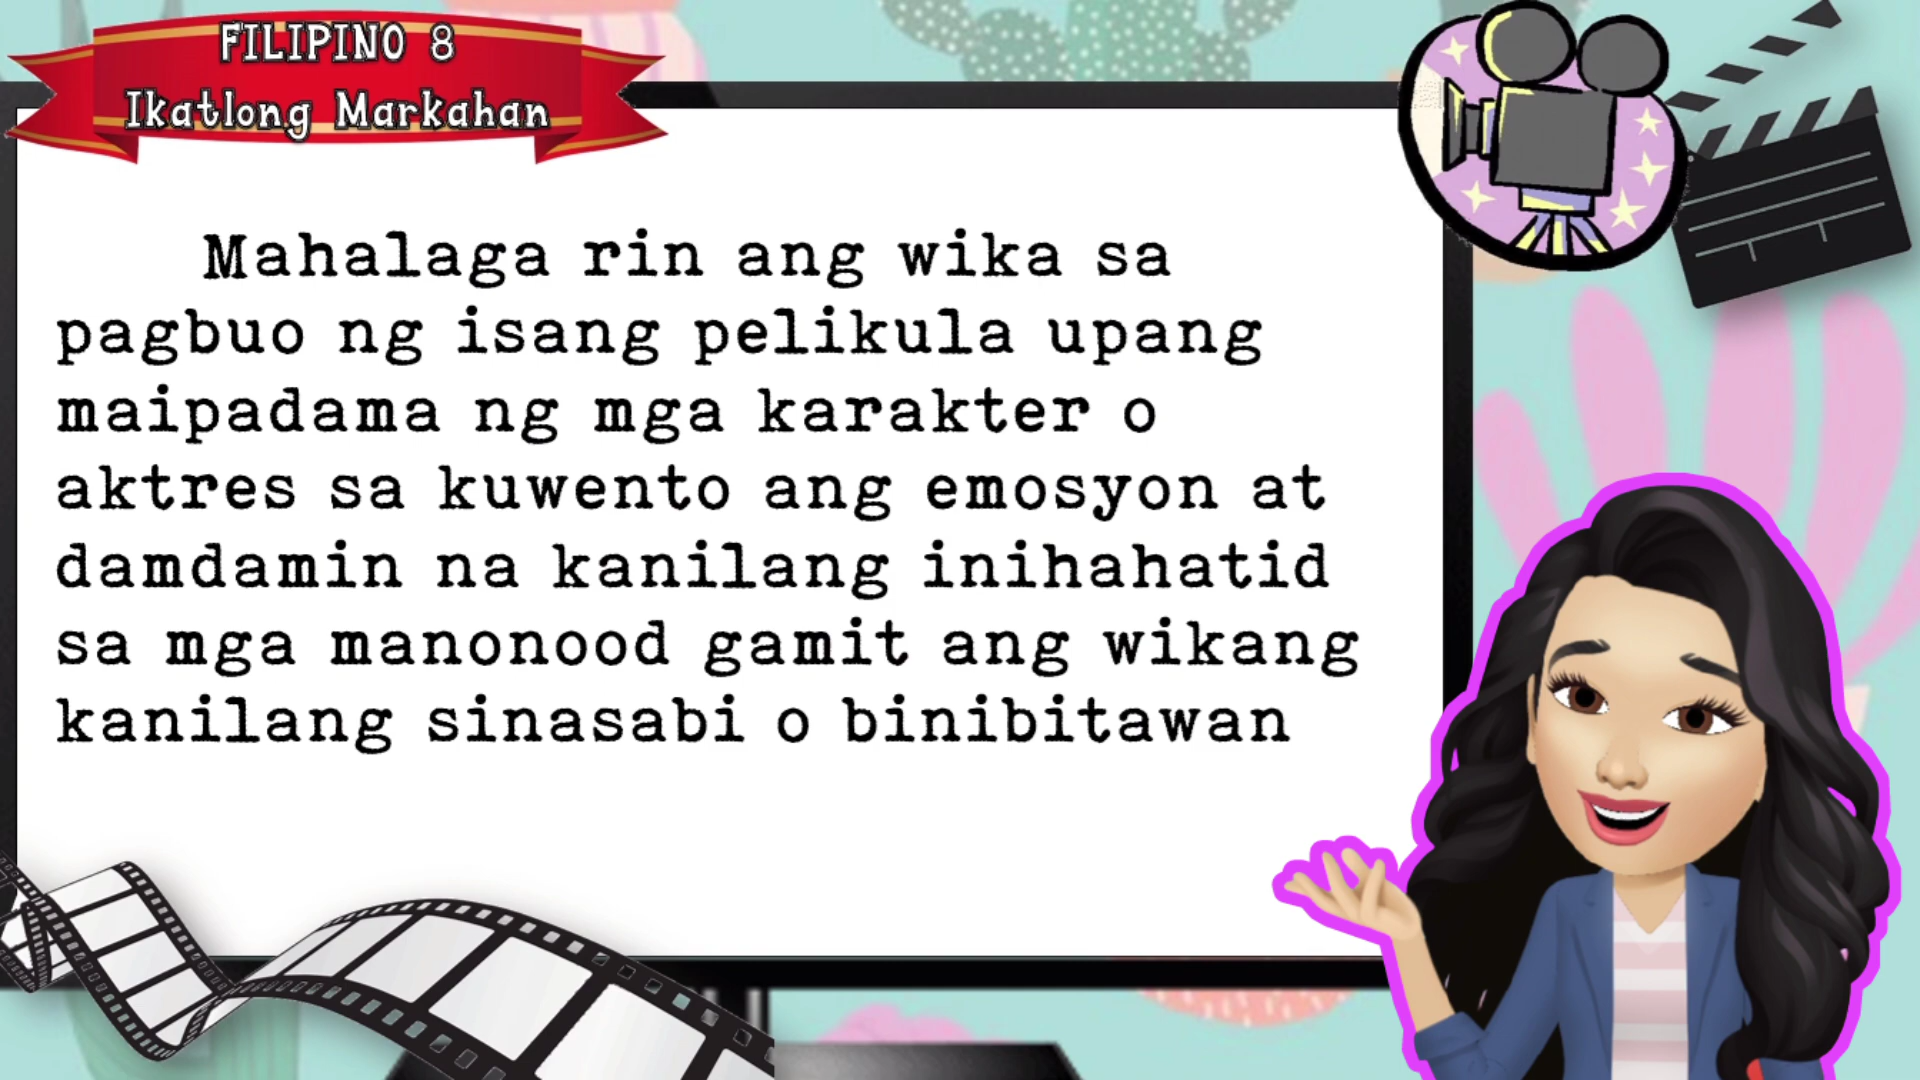 FILIPINO 8
Ikatlong Markahan
Mahalaga rin ang wika sa
pagbuo ng isang pelikula upang
maipadama ng mga karakter o
aktres sa kuwento ang emosyon at
damdamin na kanilang inihahatid
sa mga manonood gamit ang wikang
kanilang sinasabi o binibitawan